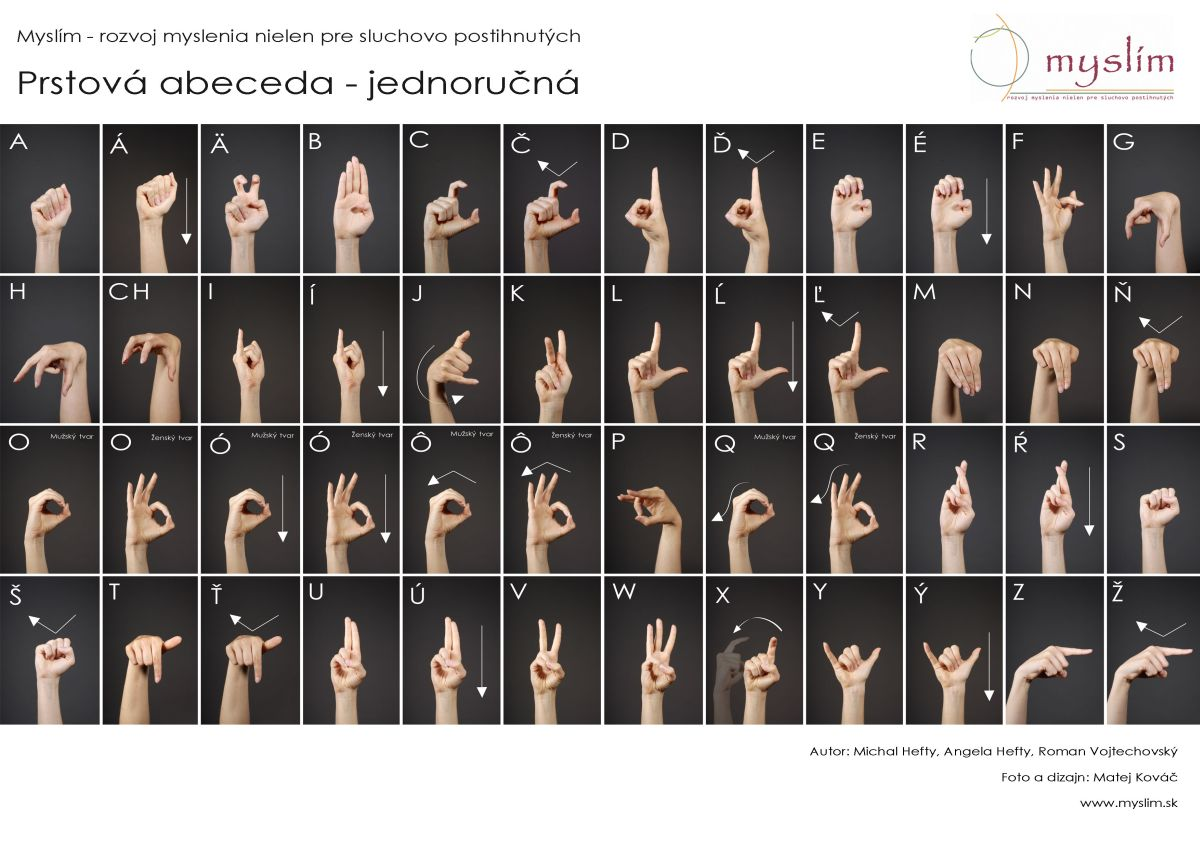 Myslím - rozvoj myslenia nielen pre sluchovo postihnutých
Prstová abeceda - jednoručná
myslím
rozvoj myslenia nielen pre sluchovo postihnutých
A Á Ä B C Č D Ď E É F G
H CH I Í J K L Ĺ Ľ M N Ň
O Mužský tvar O Ženský tvar Ó Mužský tvar Ó Ženský tvar Ô Mužský tvar Ô Ženský tvar P Q Mužský tvar Q Ženský tvar R Ŕ S
Š T Ť U Ú V W X Y Ý Z Ž
Autor: Michal Hefty, Angela Hefty, Roman Vojtechovský
Foto a dizajn: Matej Kováč
www.myslim.sk